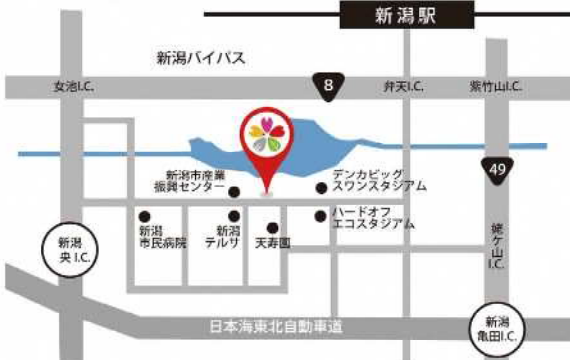 新潟駅
新潟バイパス
8
女池I.C.
弁天I.C.
紫竹山I.C.
49
新潟市産業
振興センター
デンカビッグ
スワンスタジアム
新潟
市民病院
新潟
テルサ
天寿園
ハードオフ
エコスタジアム
姥ケ山
I.C.
新潟
央 I.C.
日本海東北自動車道
新潟
亀田I.C.